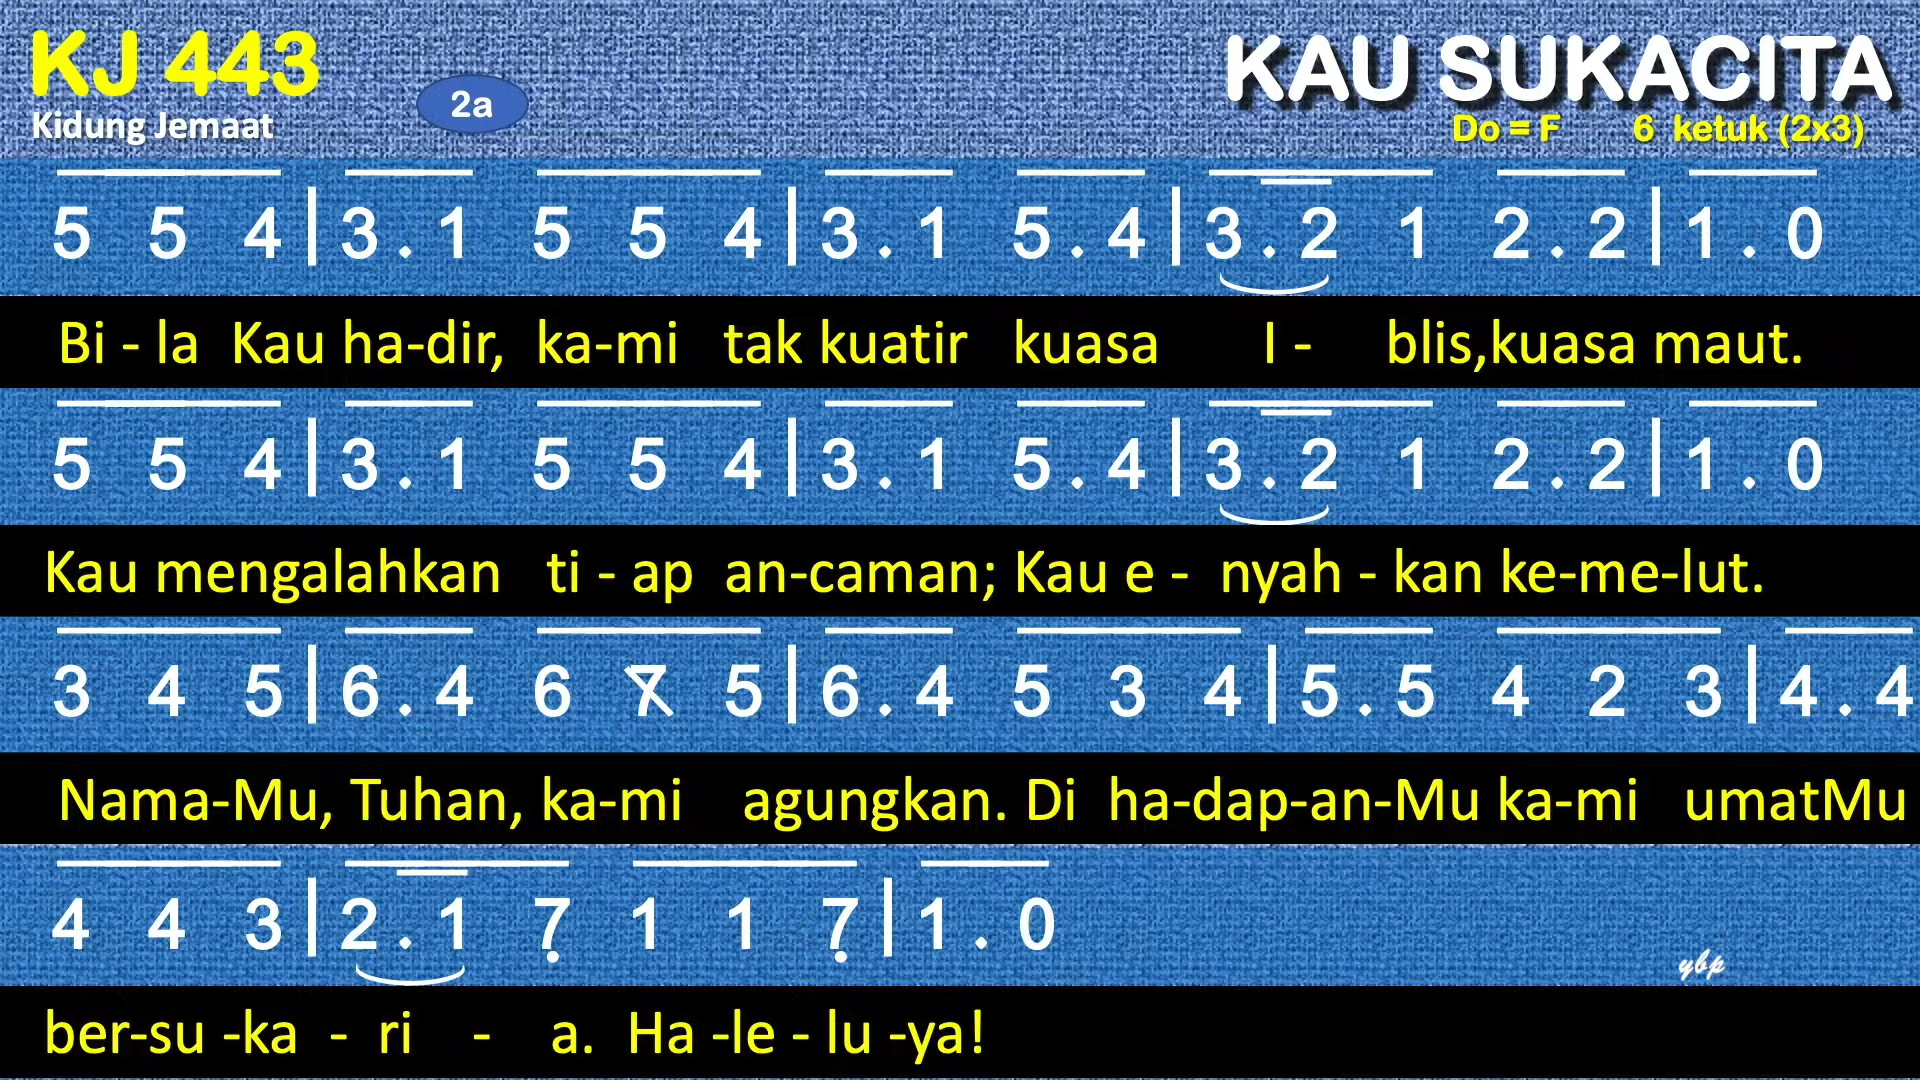 KJ 443
Kidung Jemaat
2a
KAU SUKACITA
Do = F 6 ketuk (2x3)
5 5 4 | 3 . 1 5 5 4 | 3 . 1 5 . 4 | 3 . 2 1 2 . 2 | 1 . 0
Bi - la Kau ha-dir, ka-mi tak kuatir kuasa I - blis,kuasa maut.
5 5 4 | 3 . 1 5 5 4 | 3 . 1 5 . 4 | 3 . 2 1 2 . 2 | 1 . 0
Kau mengalahkan ti - ap an-caman; Kau e - nyah - kan ke-me-lut.
3 4 5 | 6 . 4 6 7 5 | 6 . 4 5 3 4 | 5 . 5 4 2 3 | 4 . 4
Nama-Mu, Tuhan, ka-mi agungkan. Di ha-dap-an-Mu ka-mi umatMu
4 4 3 | 2 . 1 7̣ 1 1 7̣ | 1 . 0
ber-su -ka - ri - a. Ha -le - lu -ya!
ybp